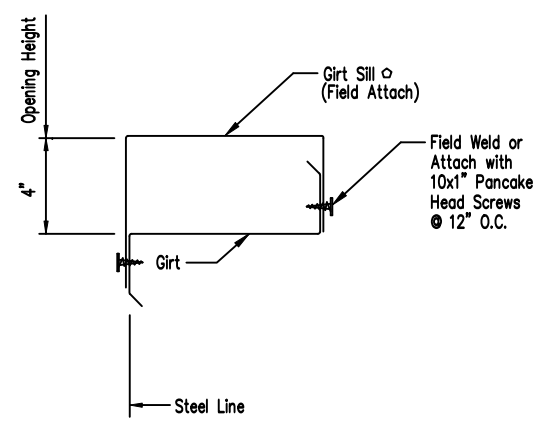 Opening Height
Girt Sill ⬠
(Field Attach)
4"
Field Weld or
Attach with
10x1" Pancake
Head Screws
@ 12" O.C.
Girt
Steel Line